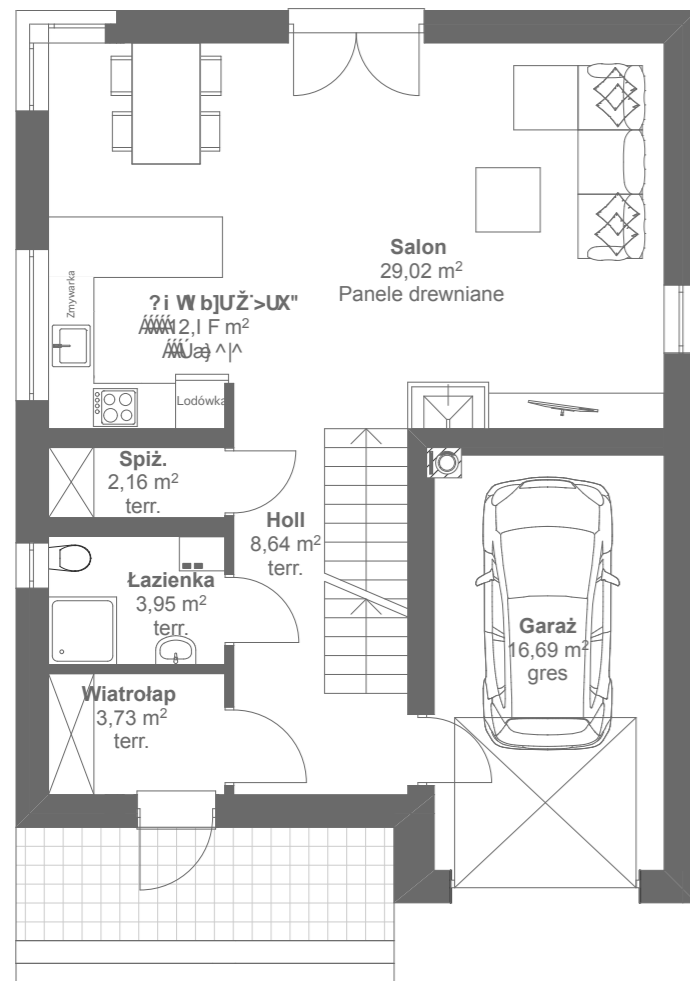 Salon
29,02 m²
Panele drewniane
Zmywarka
m²
Lodówka
Spiż.
2,16 m²
terr.
Holl
8,64 m²
terr.
Łazienka
3,95 m²
terr.
Garaż
16,69 m²
gres
Wiatrołap
3,73 m²
terr.